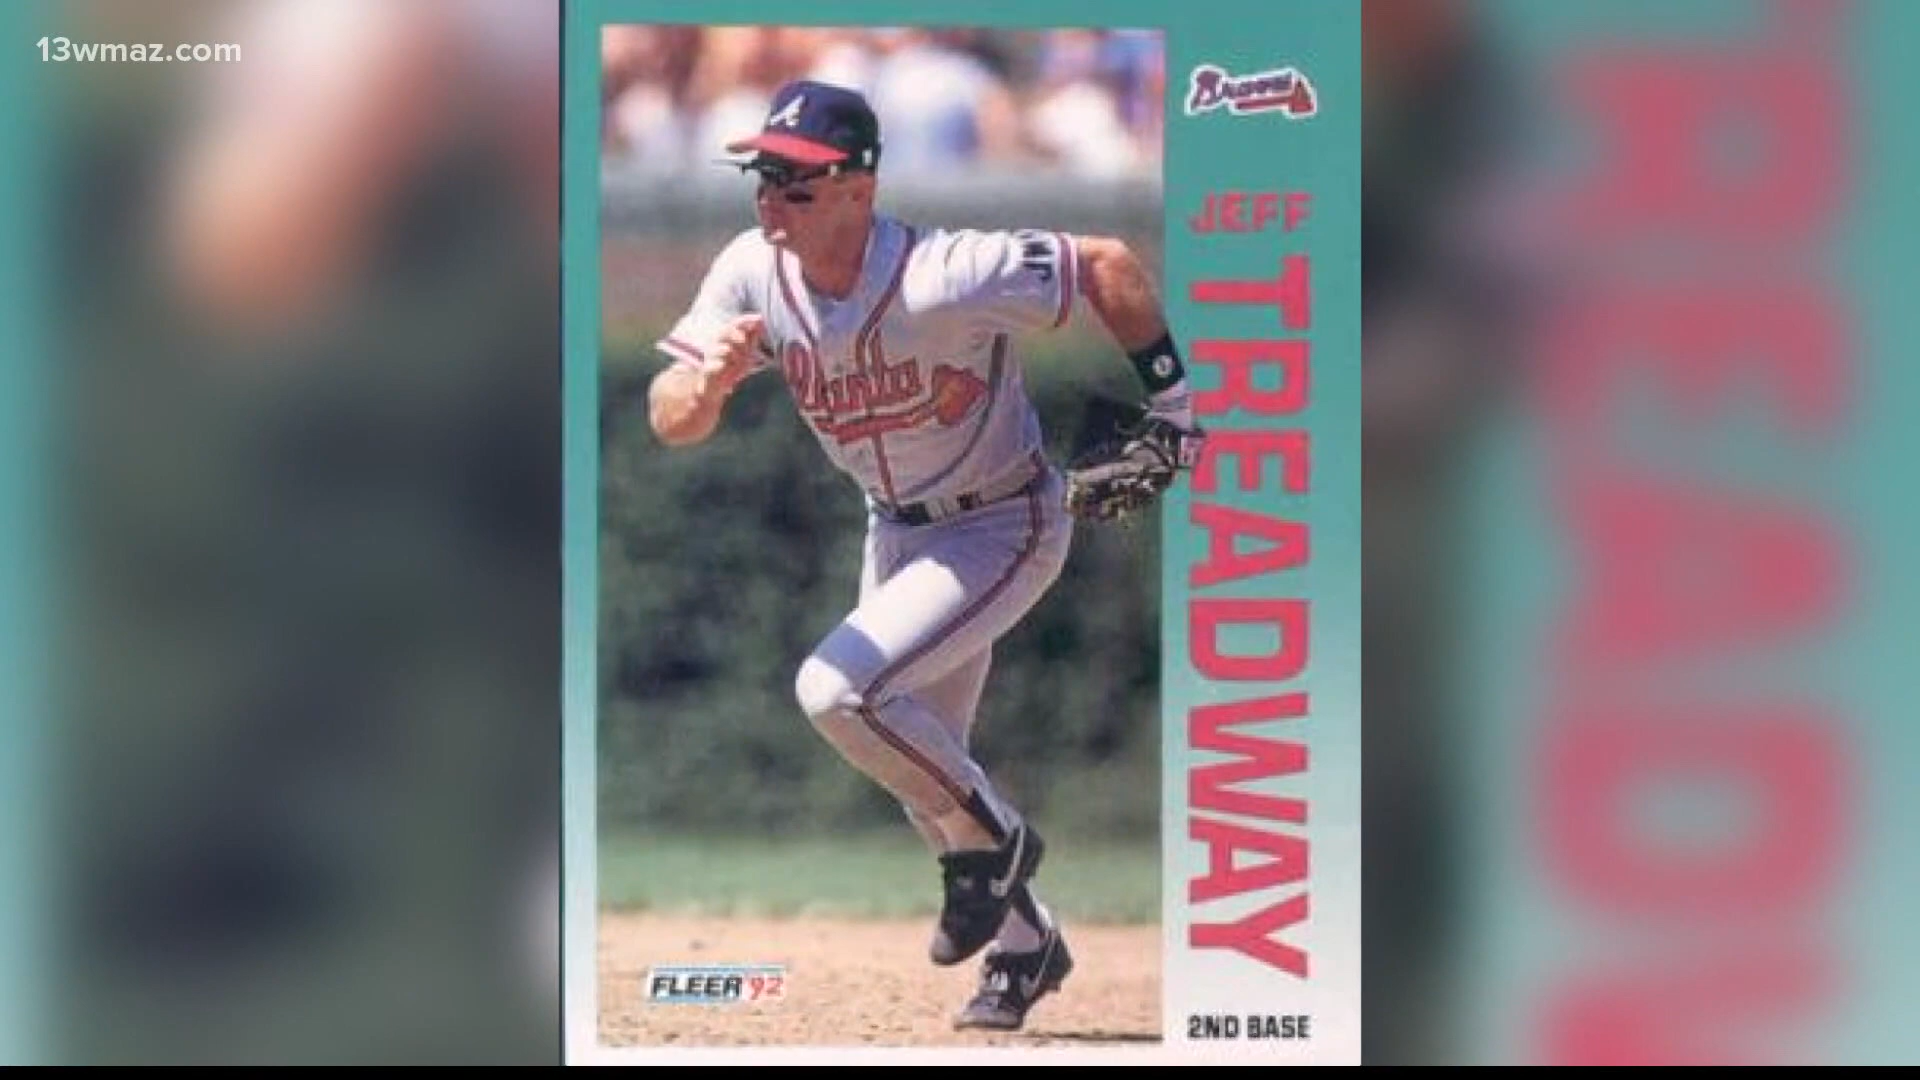 13wmaz.com
Braves
JEFF
TREADWAY
Atlanta
FLEER '92
2ND BASE